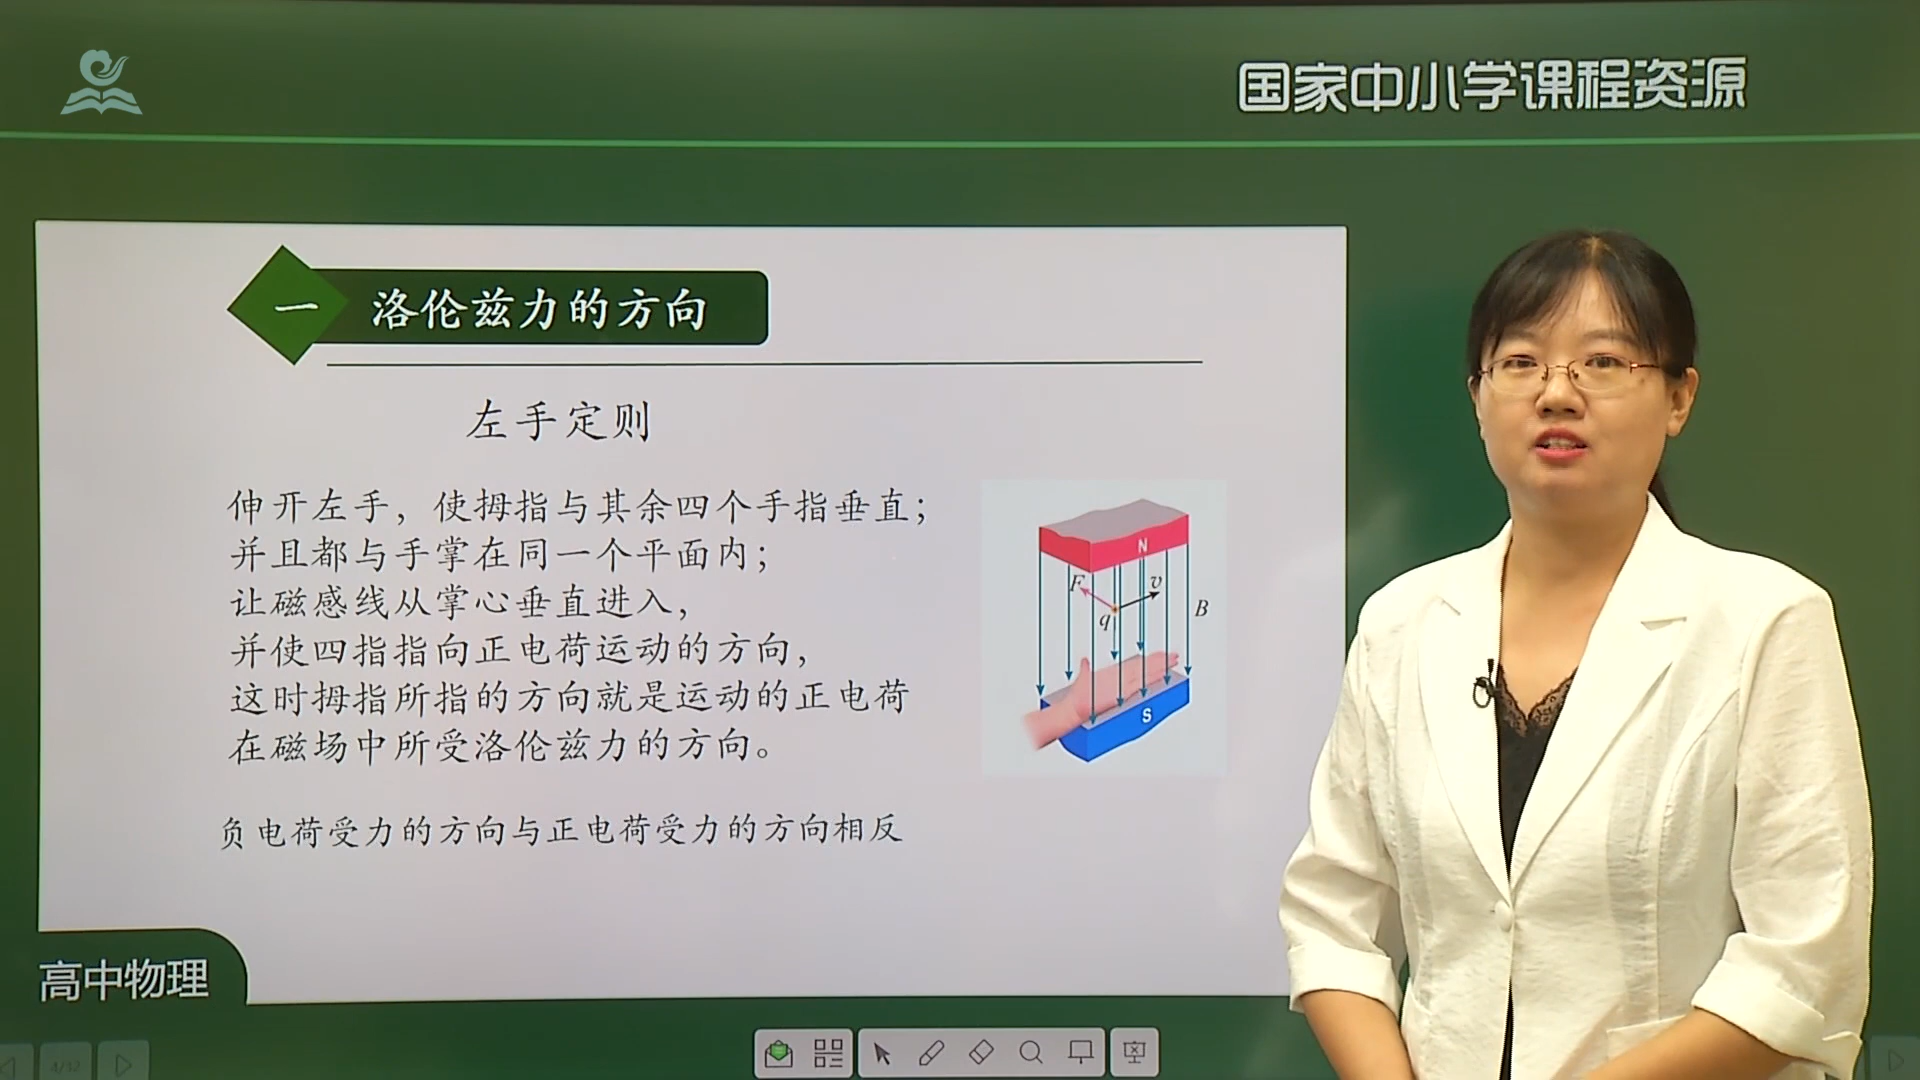 国家中小学课程资源
一 洛伦兹力的方向
左手定则
伸开左手，使拇指与其余四个手指垂直；
并且都与手掌在同一个平面内；
让磁感线从掌心垂直进入，
并使四指指向正电荷运动的方向，
这时拇指所指的方向就是运动的正电荷
在磁场中所受洛伦兹力的方向。
N
F
v
q
B
S
负电荷受力的方向与正电荷受力的方向相反
高中物理
4/12